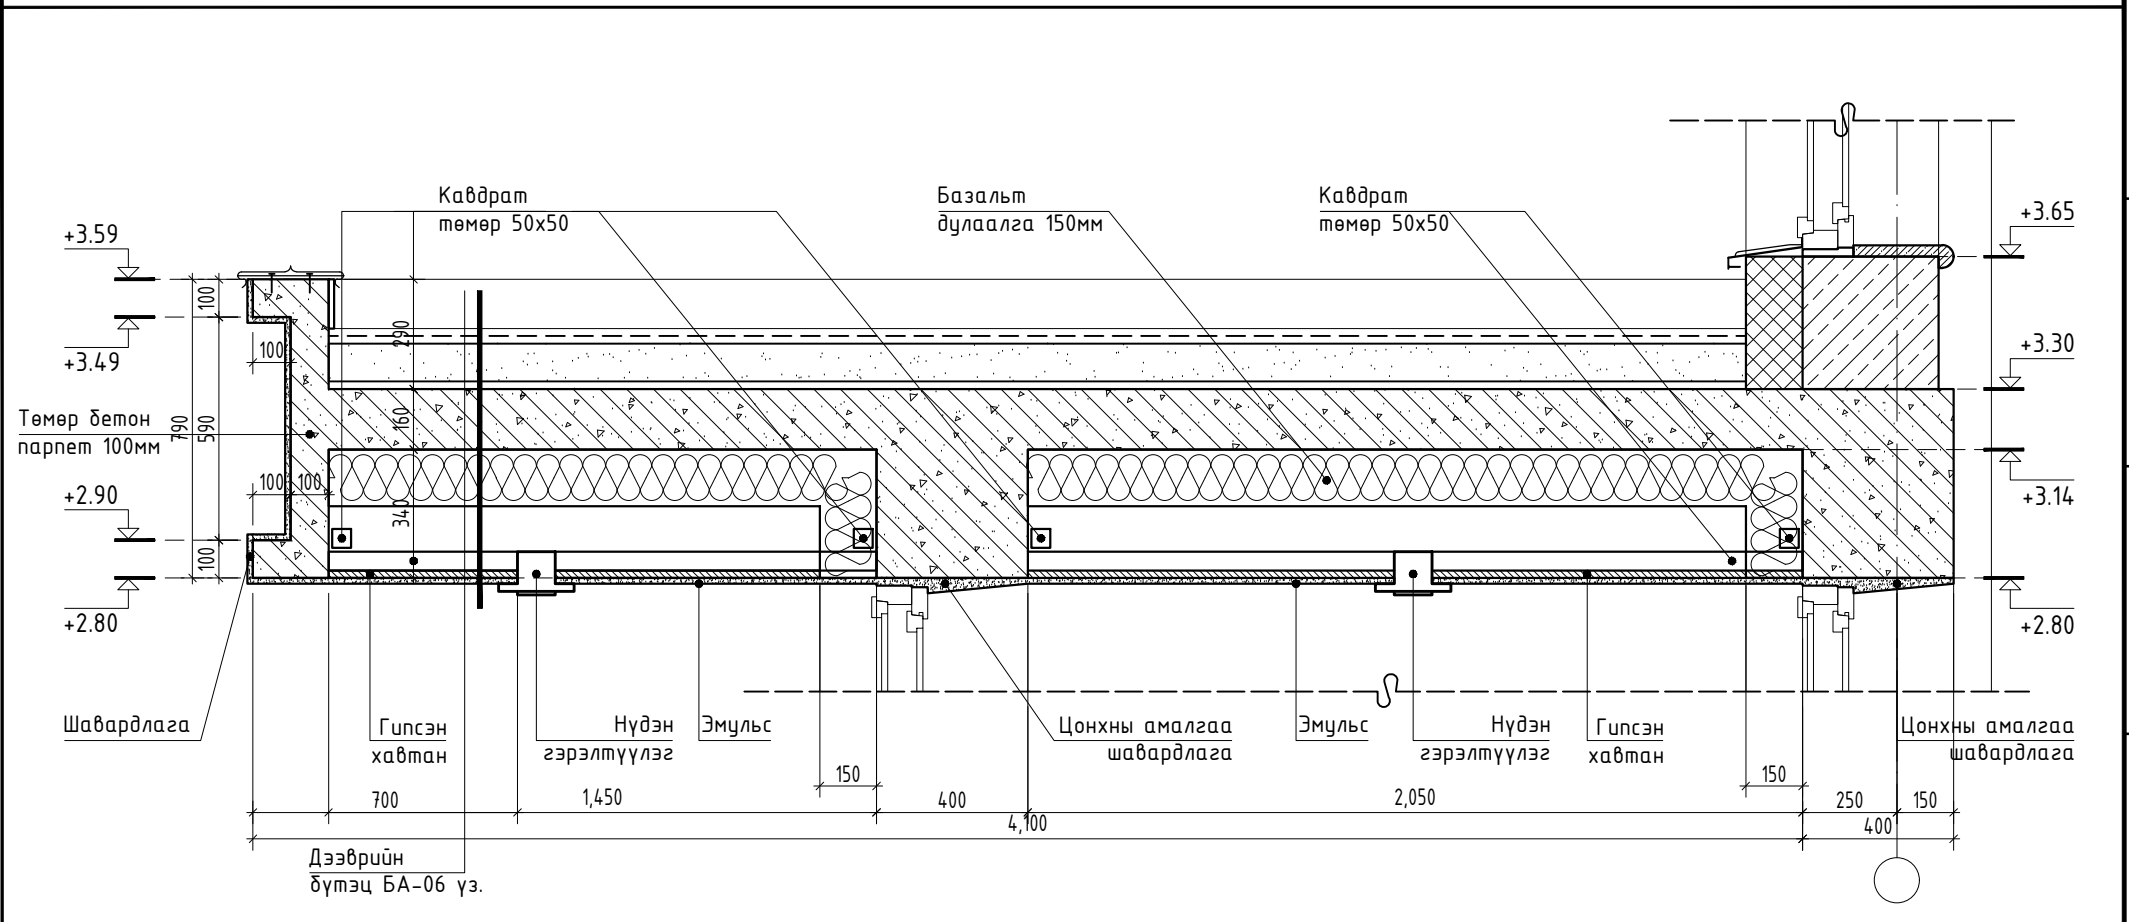 Кавдрат
төмөр 50x50
Базальт
дулаалга 150мм
Кавдрат
төмөр 50x50
+3.59
+3.49
+2.90
+2.80
+3.65
+3.30
+3.14
+2.80
Төмөр бетон
парпет 100мм
100
790
590
100
100
100
100
290
160
340
Шавардлага
Гипсэн
хавтан
Нүдэн
гэрэлтүүлэг
Эмульс
Цонхны амалгаа
шавардлага
Эмульс
Нүдэн
гэрэлтүүлэг
Гипсэн
хавтан
Цонхны амалгаа
шавардлага
150
150
700
1,450
400
2,050
250
150
4,100
400
Дээврийн
бүтэц БА-06 үз.